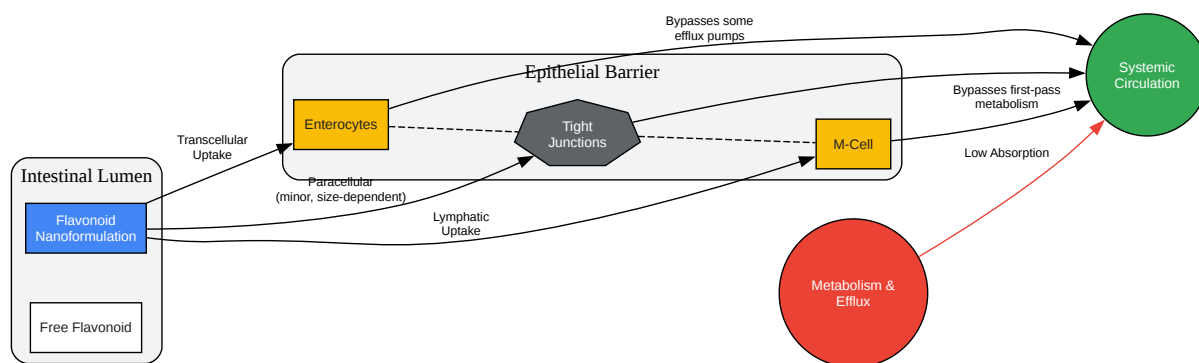 Bypasses some
efflux pumps
Systemic
Circulation
Epithelial Barrier
Bypasses first-pass
metabolism
Enterocytes
Tight
Junctions
M-Cell
Transcellular
Uptake
Low Absorption
Intestinal Lumen
Paracellular
(minor, size-dependent)
Flavonoid
Nanoformulation
Lymphatic
Uptake
Metabolism &
Efflux
Free Flavonoid